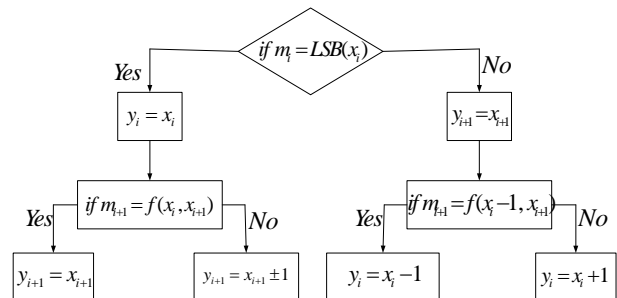 if m_i = LSB(x_i)
Yes
No
y_i = x_i
y_{i+1} = x_{i+1}
if m_{i+1} = f(x_i, x_{i+1})
if m_{i+1} = f(x_i - 1, x_{i+1})
Yes
No
Yes
No
y_{i+1} = x_{i+1}
y_{i+1} = x_{i+1} ± 1
y_i = x_i - 1
y_i = x_i + 1